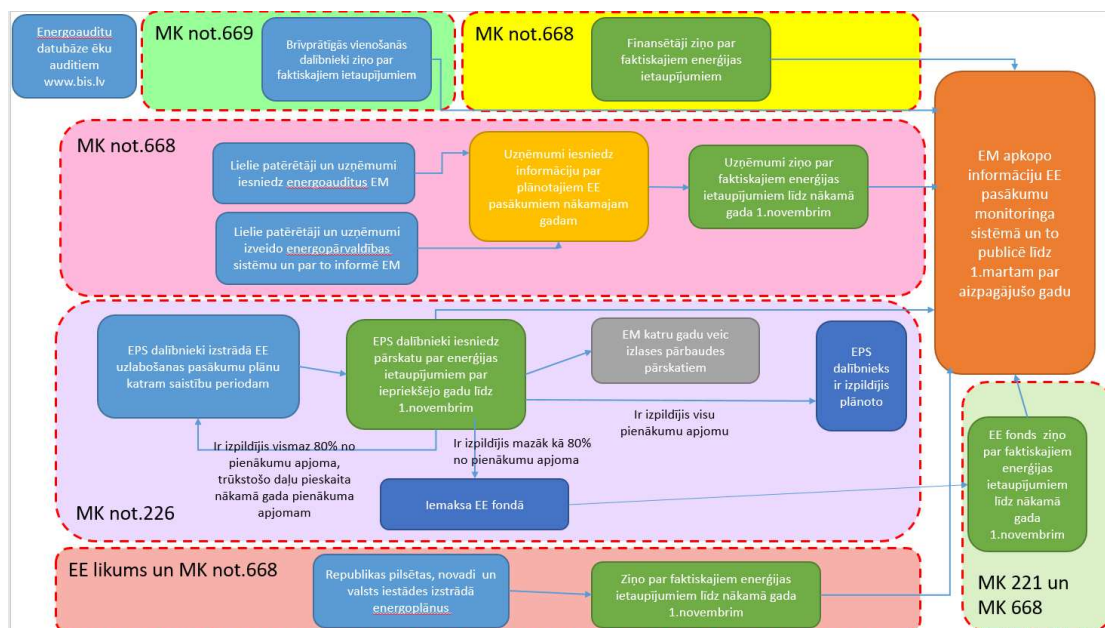 Energoauditu
datubāze ēku
auditiem
www.bis.lv
MK not.669
Brīvprātīgās vienošanās
dalībnieki ziņo par
faktiskajiem ietaupījumiem
MK not.668
Finansētāji ziņo par
faktiskajiem enerģijas
ietaupījumiem
MK not.668
Lielie patērētāji un uzņēmumi
iesniedz energoauditus EM
Lielie patērētāji un uzņēmumi
izveido energopārvaldības
sistēmu un par to informē EM
Uzņēmumi iesniedz
informāciju par
plānotajiem EE
pasākumiem nākamajam
gadam
Uzņēmumi ziņo par
faktiskajiem enerģijas
ietaupījumiem līdz nākamā
gada 1.novembrim
EM apkopo
informāciju EE
pasākumu
monitoringa
sistēmā un to
publicē līdz
1.martam par
aizpagājušo gadu
EPS dalībnieki izstrādā EE
uzlabošanas pasākumu plānu
katram saistību periodam
EPS dalībnieki iesniedz
pārskatu par enerģijas
ietaupījumiem par
iepriekšējo gadu līdz
1.novembrim
EM katru gadu veic
izlases pārbaudes
pārskatiem
EPS
dalībnieks
ir izpildījis
plānoto
Ir izpildījis visu
pienākumu apjomu
Ir izpildījis vismaz 80% no
pienākumu apjoma,
trūkstošo daļu pieskaita
nākamā gada pienākuma
apjomam
Ir izpildījis mazāk kā 80%
no pienākumu apjoma
Iemaksa EE fondā
MK not.226
EE fonds ziņo
par faktiskajiem
enerģijas
ietaupījumiem
līdz nākamā
gada
1.novembrim
MK 221 un
MK 668
EE likums un MK not.668
Republikas pilsētas, novadi un
valsts iestādes izstrādā
energoplānus
Ziņo par faktiskajiem enerģijas
ietaupījumiem līdz nākamā gada
1.novembrim